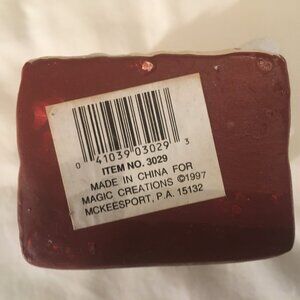 0 41039 03029 3
ITEM NO. 3029
MADE IN CHINA FOR
MAGIC CREATIONS ©1997
MCKEESPORT, P.A. 15132